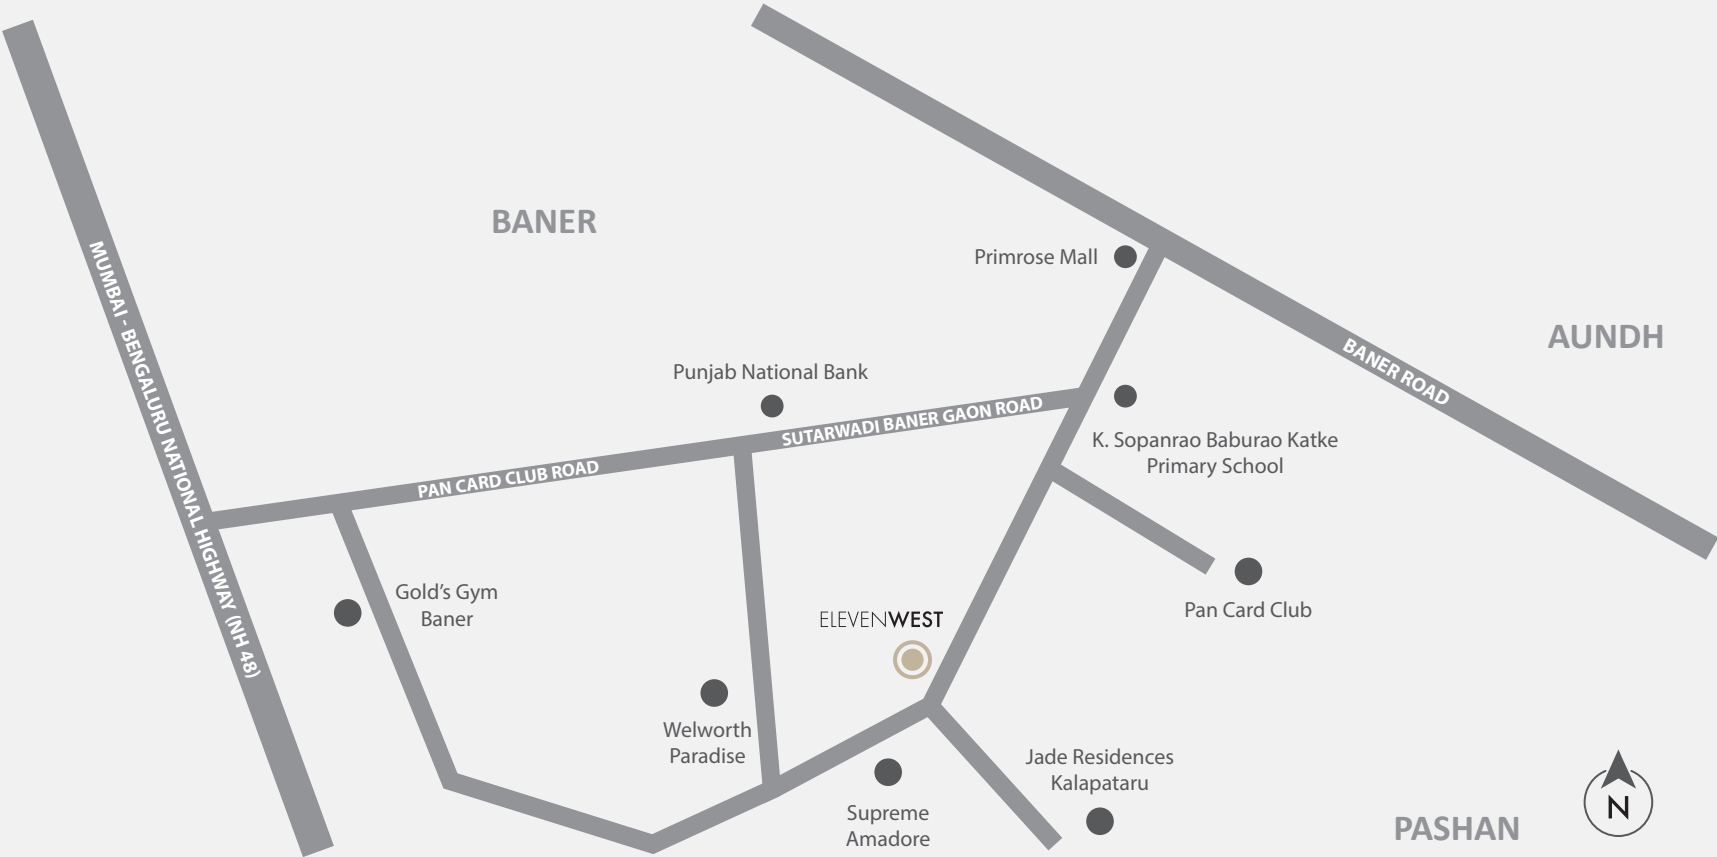 BANER
Primrose Mall
AUNDH
BANER ROAD
MUMBAI - BENGALURU NATIONAL HIGHWAY (NH 48)
Punjab National Bank
SUTARWADI BANER GAON ROAD
K. Sopanrao Baburao Katke
Primary School
PAN CARD CLUB ROAD
Gold’s Gym
Baner
ELEVENWEST
Pan Card Club
Welworth
Paradise
Jade Residences
Kalapataru
Supreme
Amadore
PASHAN
N